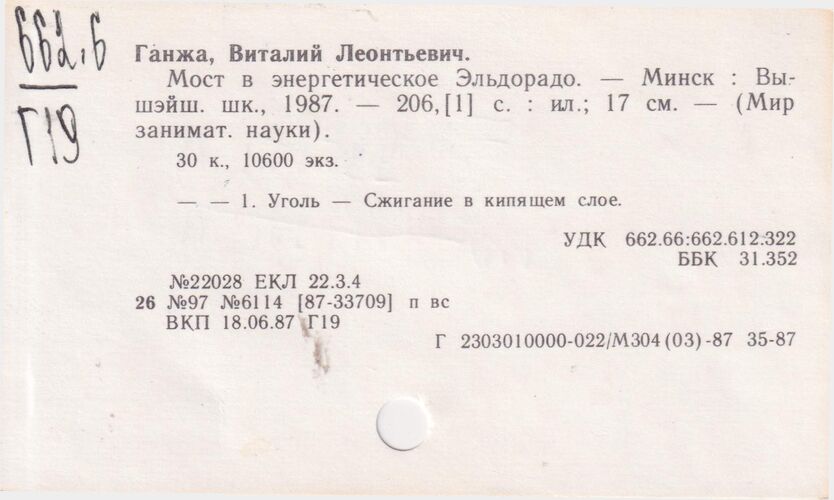 662.6
Г19
Ганжа, Виталий Леонтьевич.
Мост в энергетическое Эльдорадо. — Минск : Вы-
шэйш. шк., 1987. — 206,[1] с. : ил.; 17 см. — (Мир
занимат. науки).
30 к., 10600 экз.
— — 1. Уголь — Сжигание в кипящем слое.
УДК 662.66:662.612.322
ББК 31.352
№22028 ЕКЛ 22.3.4
26 №97 №6114 [87-33709] п вс
ВКП 18.06.87 Г19
Г 2303010000-022/М304(03)-87 35-87